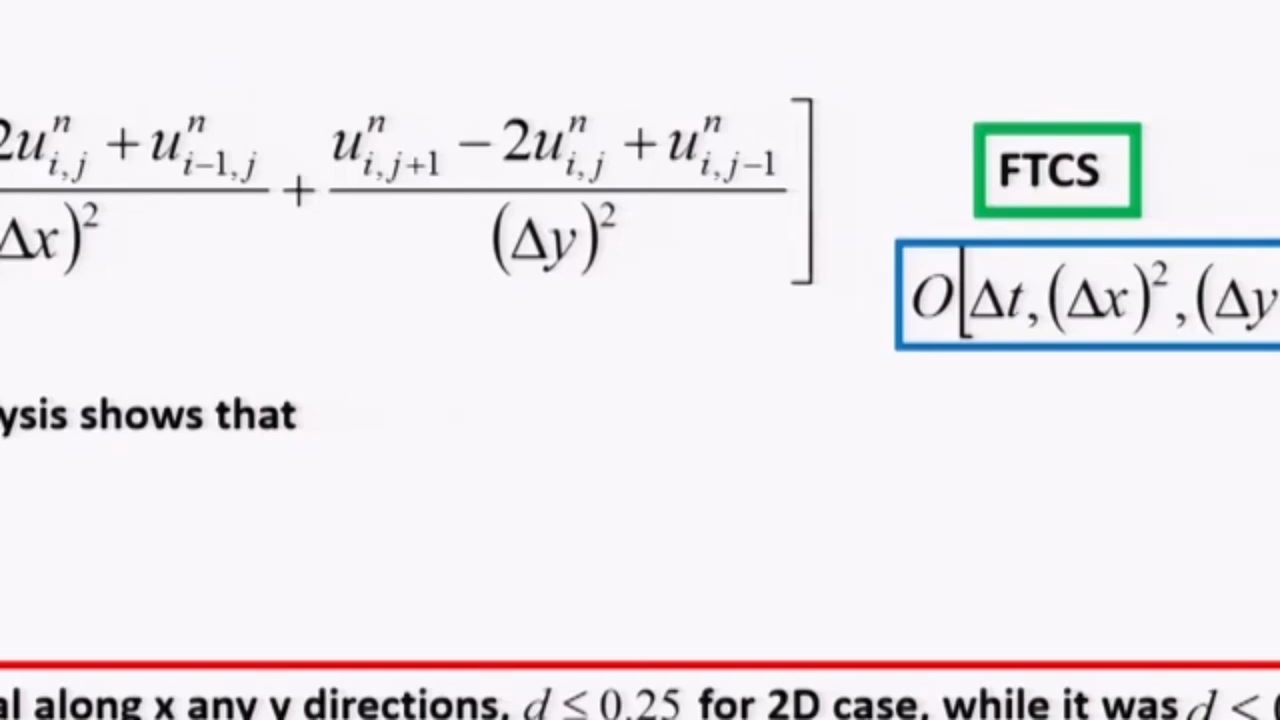 2u^n_{i,j} + u^n_{i-1,j} + u^n_{i,j+1} − 2u^n_{i,j} + u^n_{i,j−1} ]
Δx)^2 (Δy)^2
FTCS
O[Δt, (Δx)^2, (Δy
ysis shows that
al along x any y directions, d ≤ 0.25 for 2D case, while it was d <